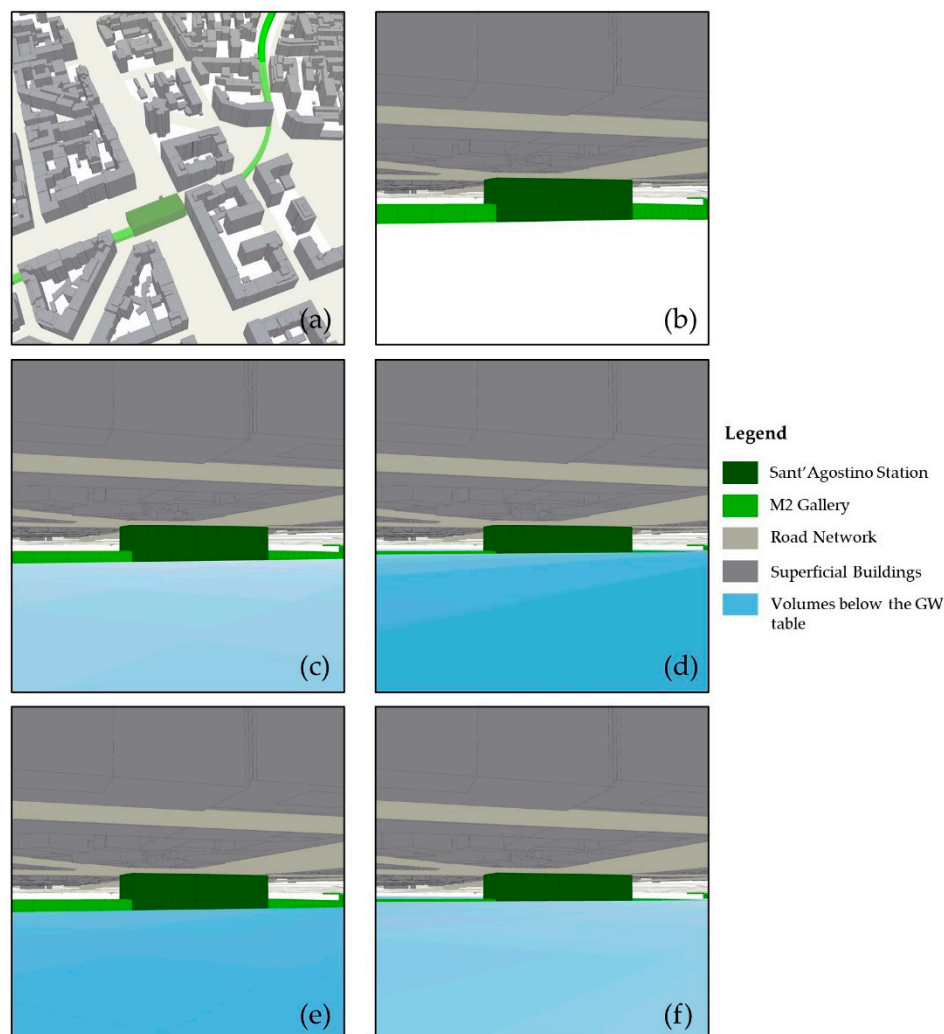 (a)
(b)
(c)
(d)
Legend
Sant'Agostino Station
M2 Gallery
Road Network
Superficial Buildings
Volumes below the GW
table
(e)
(f)